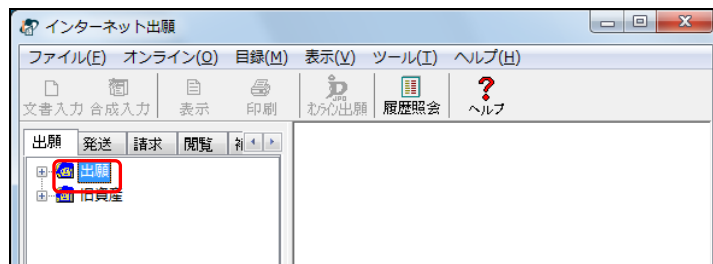 インターネット出願
ファイル(F) オンライン(O) 目録(M) 表示(V) ツール(T) ヘルプ(H)
文書入力 合成入力 表示 印刷 オンライン出願 履歴照会 ヘルプ
出願 発送 請求 閲覧
出願
旧資産